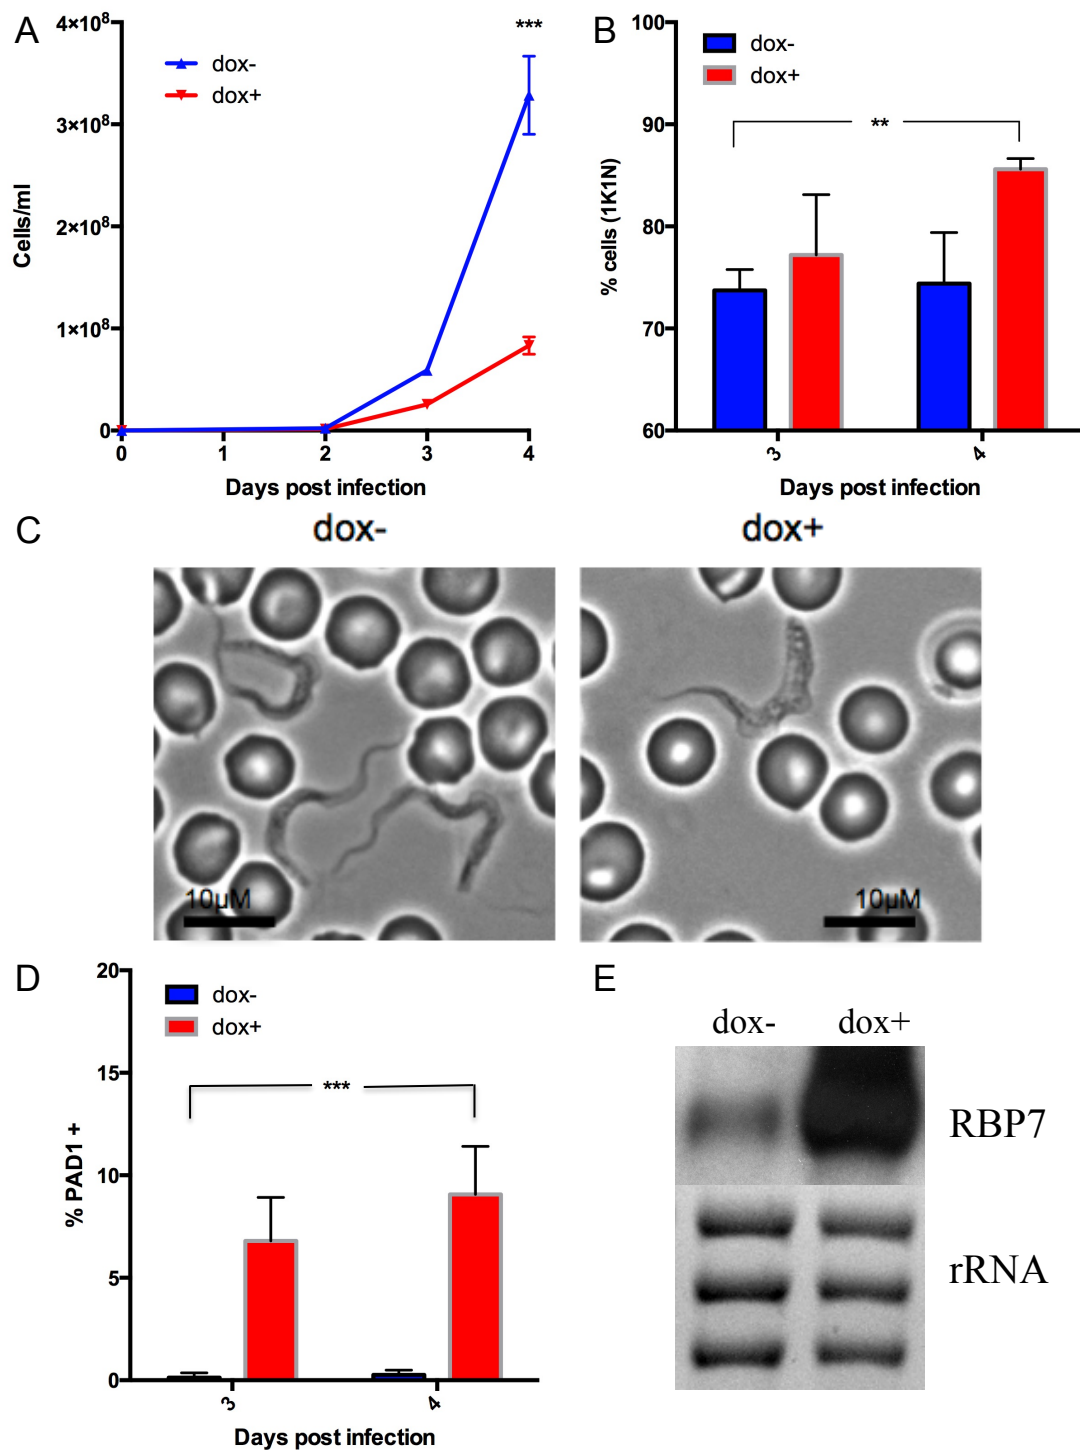 A
4×10⁸
3×10⁸
2×10⁸
1×10⁸
0
Cells/ml
dox-
dox+
***
0 1 2 3 4
Days post infection
B
100
90
80
70
60
% cells (1K1N)
dox-
dox+
**
3 4
Days post infection
C
dox-
dox+
10µM
10µM
D
20
15
10
5
0
% PAD1 +
dox-
dox+
***
3 4
Days post infection
E
dox- dox+
RBP7
rRNA